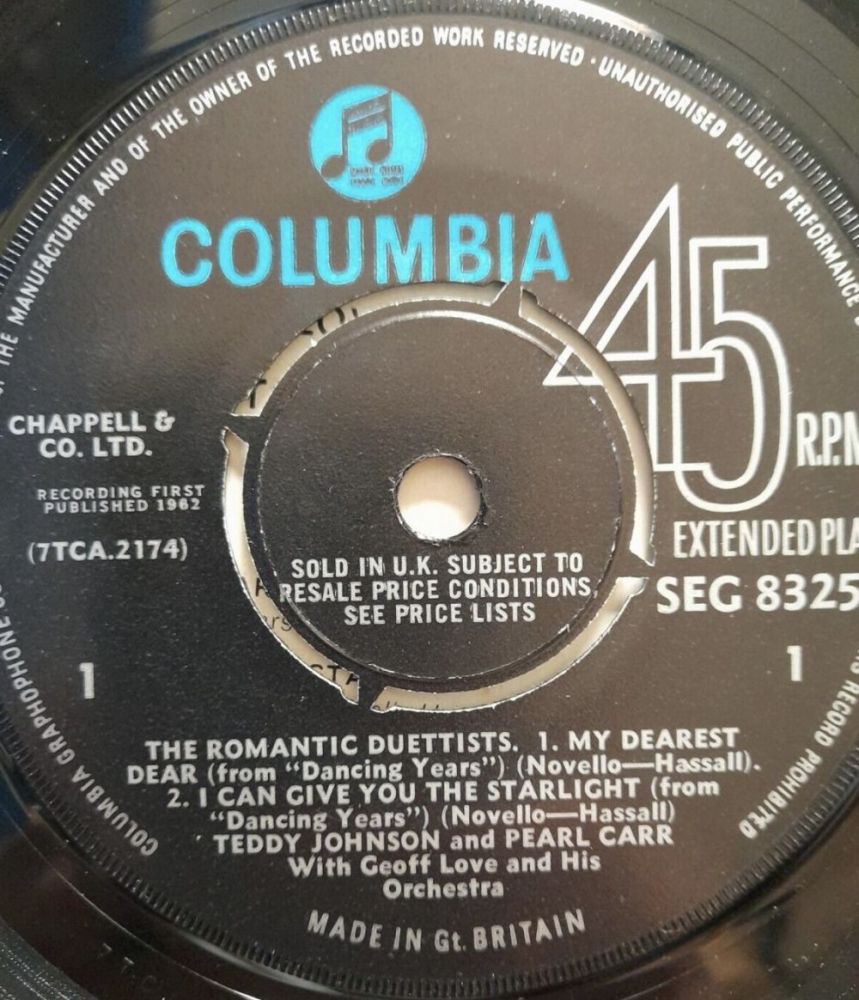 THE MANUFACTURER AND OF THE OWNER OF THE RECORDED WORK RESERVED · UNAUTHORISED PUBLIC PERFORMANCE
COLUMBIA
45
R.P.M
CHAPPELL &
CO. LTD.
RECORDING FIRST
PUBLISHED 1962
(7TCA.2174)
EXTENDED PLA
SEG 8325
SOLD IN U.K. SUBJECT TO
RESALE PRICE CONDITIONS,
SEE PRICE LISTS
1
1
THE ROMANTIC DUETTISTS. 1. MY DEAREST
DEAR (from "Dancing Years") (Novello—Hassall).
2. I CAN GIVE YOU THE STARLIGHT (from
"Dancing Years") (Novello—Hassall)
TEDDY JOHNSON and PEARL CARR
With Geoff Love and His
Orchestra
COLUMBIA GRAPHOPHONE
RECORD PROHIBITED
MADE IN Gt. BRITAIN